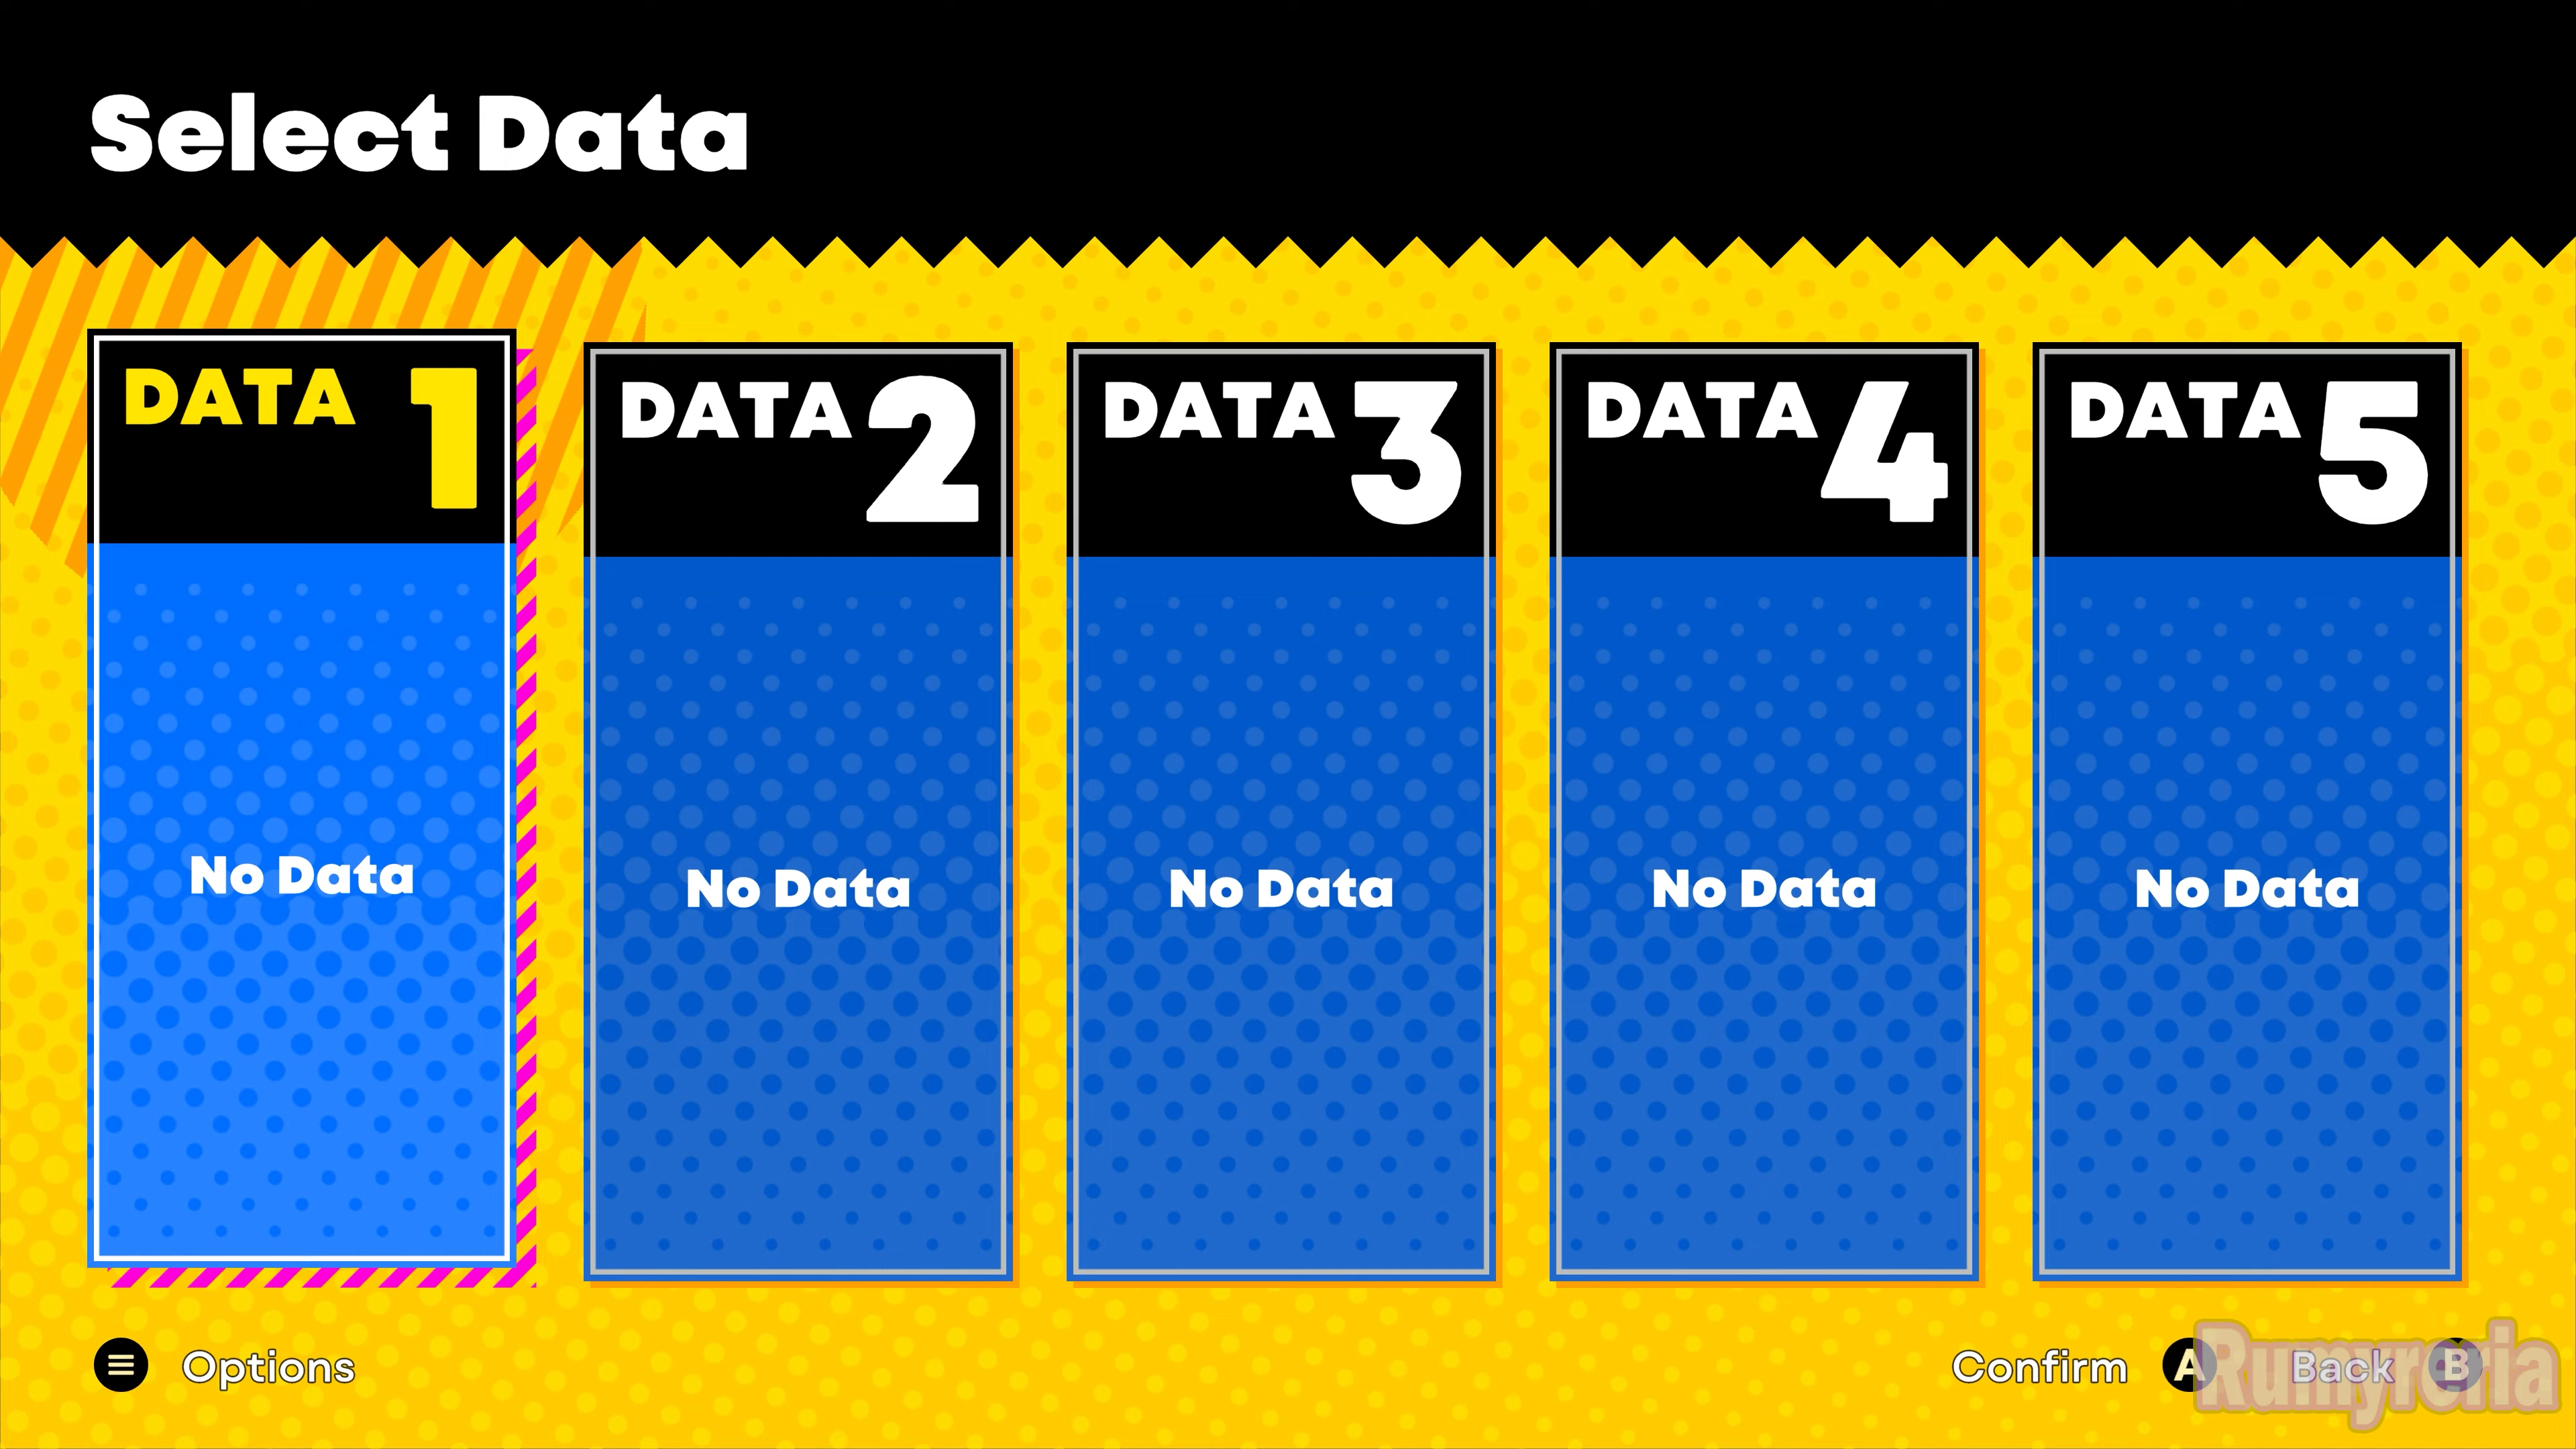 Select Data
DATA 1
DATA 2
DATA 3
DATA 4
DATA 5
No Data
No Data
No Data
No Data
No Data
Options
Confirm A
Back B